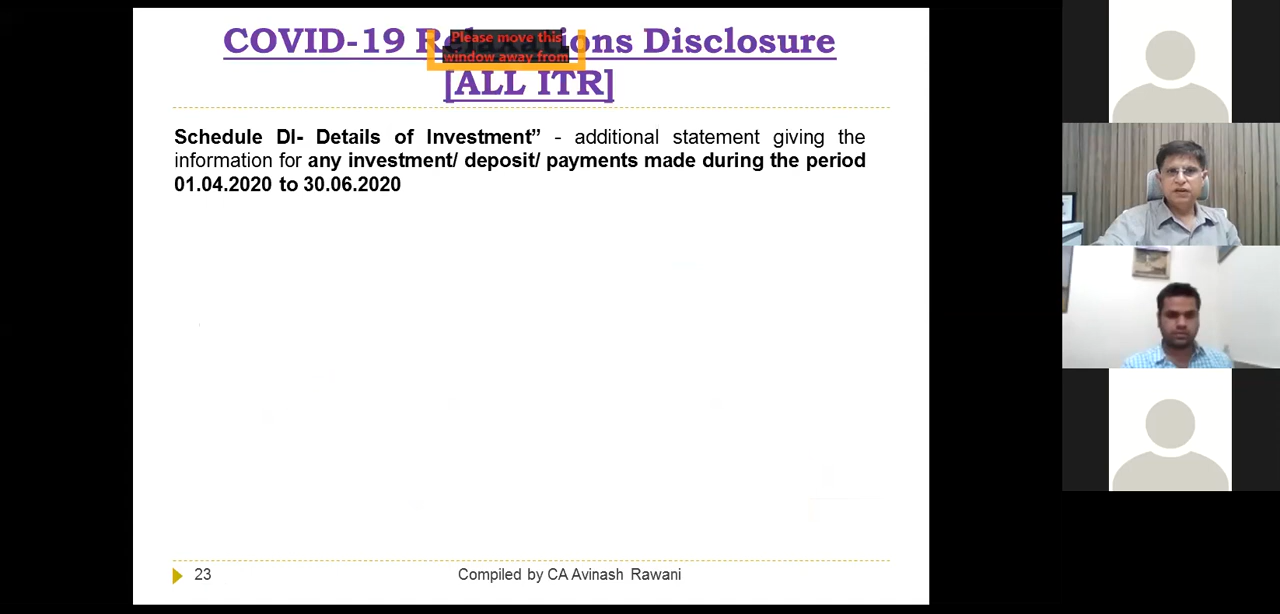 COVID-19 Relaxations Disclosure
[ALL ITR]
Please move this
window away from
Schedule DI- Details of Investment” - additional statement giving the
information for any investment/ deposit/ payments made during the period
01.04.2020 to 30.06.2020
23
Compiled by CA Avinash Rawani